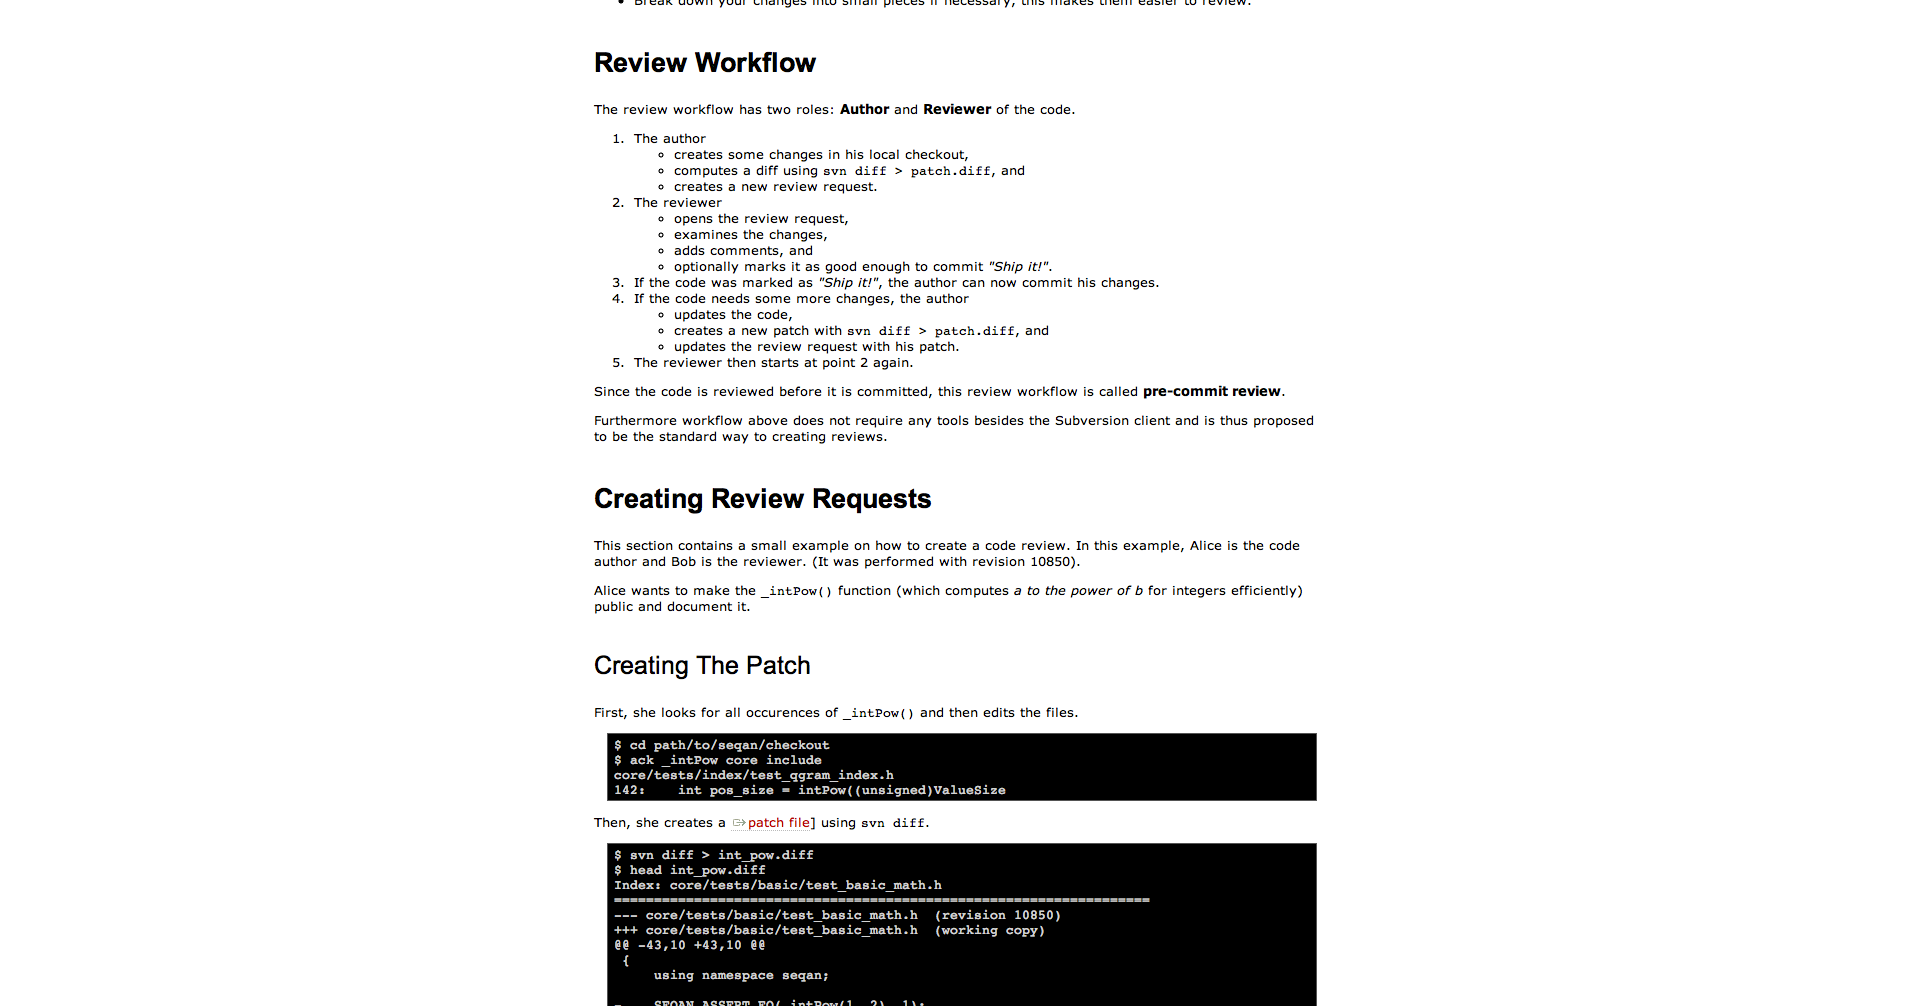 Break down your changes into small pieces if necessary, this makes them easier to review.
Review Workflow
The review workflow has two roles: Author and Reviewer of the code.
1. The author
creates some changes in his local checkout,
computes a diff using svn diff > patch.diff, and
creates a new review request.
2. The reviewer
opens the review request,
examines the changes,
adds comments, and
optionally marks it as good enough to commit "Ship it!".
3. If the code was marked as "Ship it!", the author can now commit his changes.
4. If the code needs some more changes, the author
updates the code,
creates a new patch with svn diff > patch.diff, and
updates the review request with his patch.
5. The reviewer then starts at point 2 again.
Since the code is reviewed before it is committed, this review workflow is called pre-commit review.
Furthermore workflow above does not require any tools besides the Subversion client and is thus proposed
to be the standard way to creating reviews.
Creating Review Requests
This section contains a small example on how to create a code review. In this example, Alice is the code
author and Bob is the reviewer. (It was performed with revision 10850).
Alice wants to make the _intPow() function (which computes a to the power of b for integers efficiently)
public and document it.
Creating The Patch
First, she looks for all occurences of _intPow() and then edits the files.
$ cd path/to/seqan/checkout
$ ack _intPow core include
core/tests/index/test_qgram_index.h
142:    int pos_size = intPow((unsigned)ValueSize
Then, she creates a patch file] using svn diff.
$ svn diff > int_pow.diff
$ head int_pow.diff
Index: core/tests/basic/test_basic_math.h
===================================================================
--- core/tests/basic/test_basic_math.h  (revision 10850)
+++ core/tests/basic/test_basic_math.h  (working copy)
@@ -43,10 +43,10 @@
{
using namespace seqan;
-    SEQAN_ASSERT_EQ(_intPow(1, 2), 1);